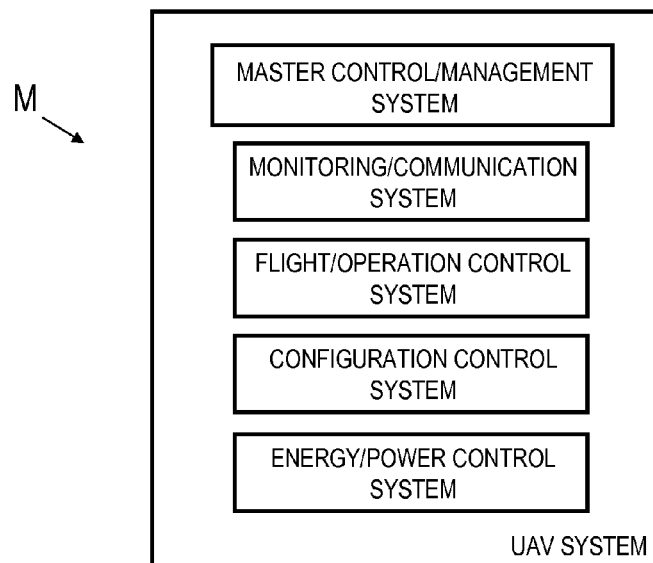 M
MASTER CONTROL/MANAGEMENT
SYSTEM
MONITORING/COMMUNICATION
SYSTEM
FLIGHT/OPERATION CONTROL
SYSTEM
CONFIGURATION CONTROL
SYSTEM
ENERGY/POWER CONTROL
SYSTEM
UAV SYSTEM